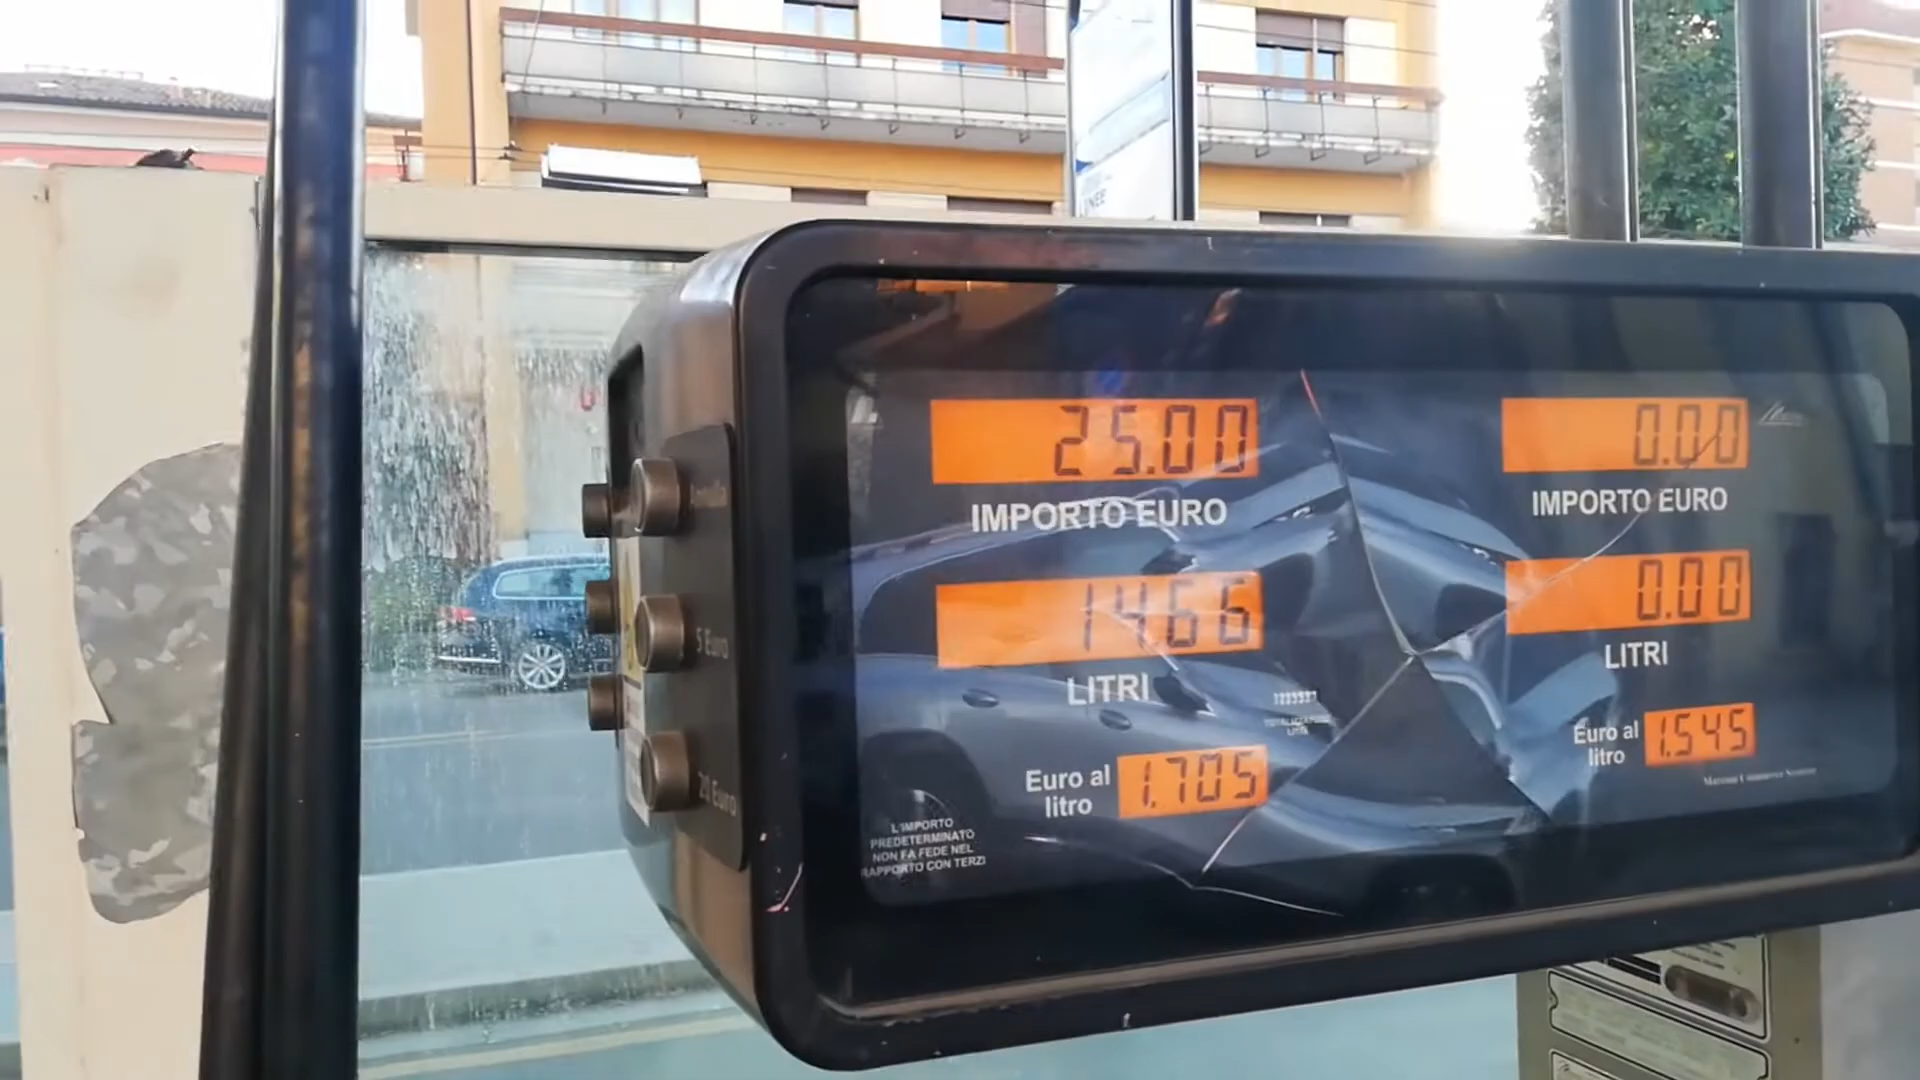 INEE
25.00
IMPORTO EURO
1466
LITRI
Euro al
litro
1.705
L'IMPORTO
PREDETERMINATO
NON FA FEDE NEL
RAPPORTO CON TERZI
0.00
IMPORTO EURO
0.00
LITRI
Euro al
litro
1.545
5 Euro
20 Euro